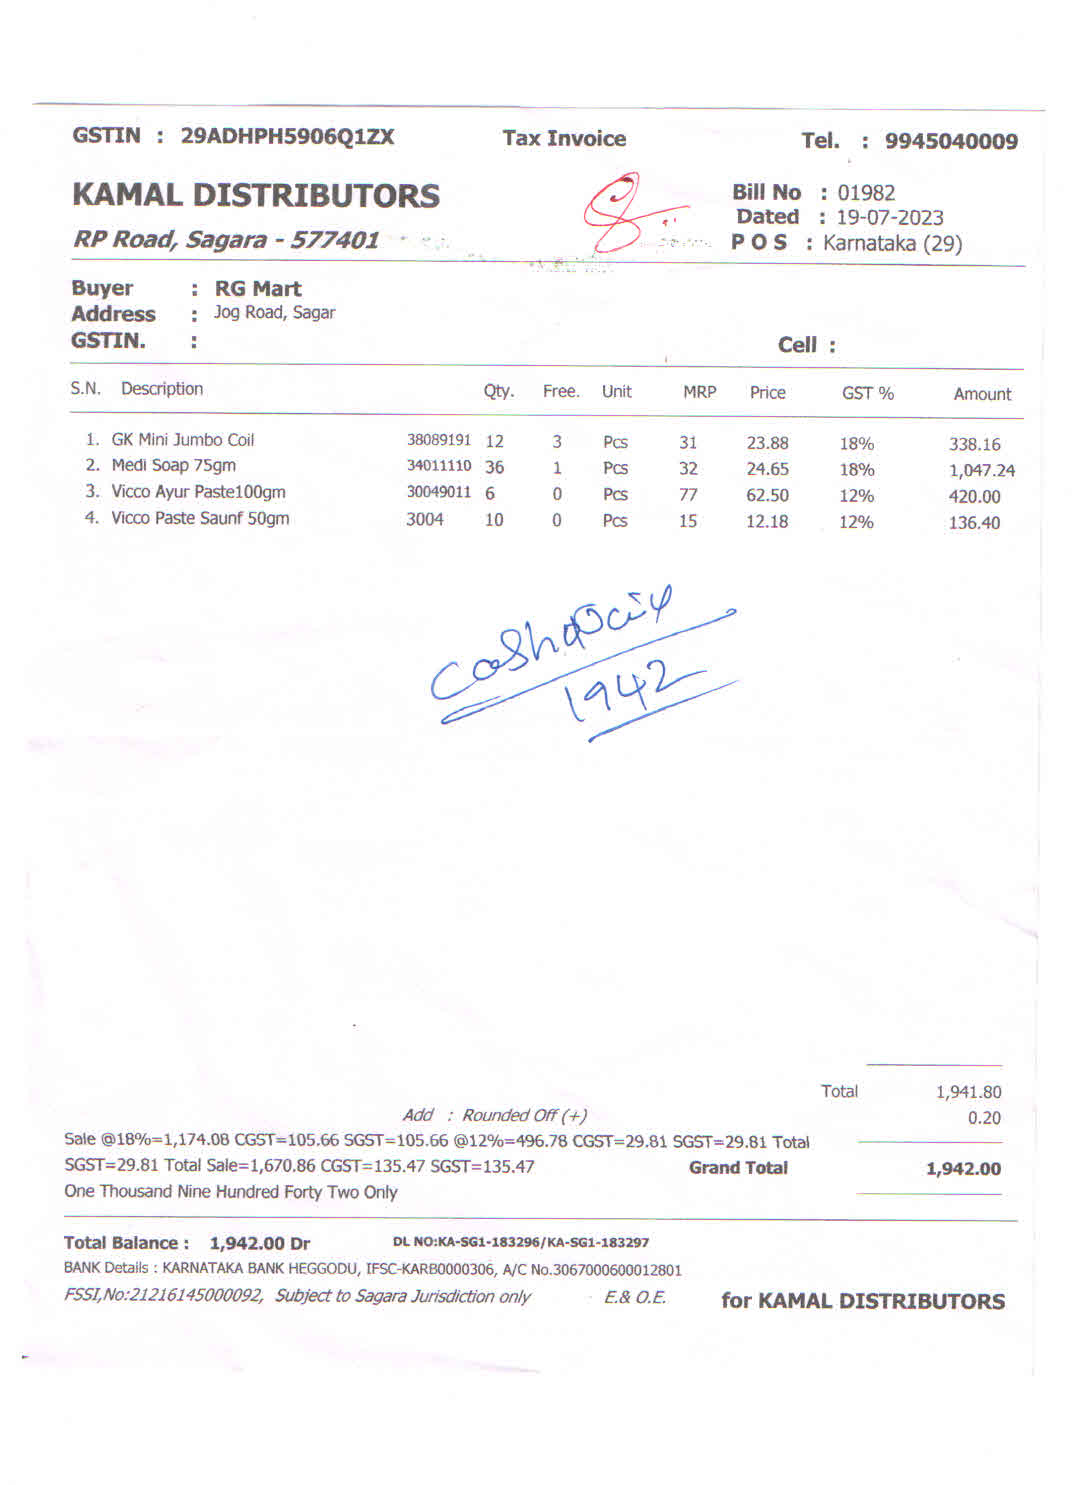 GSTIN : 29ADHPH5906Q1ZX Tax Invoice Tel. : 9945040009
KAMAL DISTRIBUTORS Bill No : 01982
Dated : 19-07-2023
RP Road, Sagara - 577401 P O S : Karnataka (29)
Buyer : RG Mart
Address : Jog Road, Sagar
GSTIN. : Cell :
S.N. Description Qty. Free. Unit MRP Price GST % Amount
1. GK Mini Jumbo Coil 38089191 12 3 Pcs 31 23.88 18% 338.16
2. Medi Soap 75gm 34011110 36 1 Pcs 32 24.65 18% 1,047.24
3. Vicco Ayur Paste100gm 30049011 6 0 Pcs 77 62.50 12% 420.00
4. Vicco Paste Saunf 50gm 3004 10 0 Pcs 15 12.18 12% 136.40
1942
Total 1,941.80
Add : Rounded Off (+) 0.20
Sale @18%=1,174.08 CGST=105.66 SGST=105.66 @12%=496.78 CGST=29.81 SGST=29.81 Total
SGST=29.81 Total Sale=1,670.86 CGST=135.47 SGST=135.47 Grand Total 1,942.00
One Thousand Nine Hundred Forty Two Only
Total Balance : 1,942.00 Dr DL NO:KA-SG1-183296/KA-SG1-183297
BANK Details : KARNATAKA BANK HEGGODU, IFSC-KARB0000306, A/C No.3067000600012801
FSSI,No:21216145000092, Subject to Sagara Jurisdiction only E.& O.E. for KAMAL DISTRIBUTORS